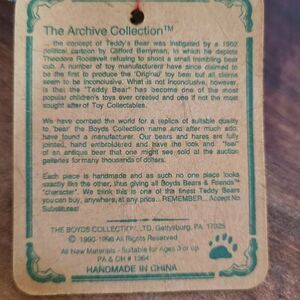 The Archive Collection™
... the concept of Teddy's Bear was instigated by a 1902
political cartoon by Clifford Berryman, in which he depicts
Theodore Roosevelt refusing to shoot a small trembling bear
cub. A number of toy manufacturers have since claimed to
be the first to produce the 'Original' toy bear but all claims
seem to be inconclusive. What is not inconclusive, however,
is that the "Teddy Bear" has become one of the most
popular children's toys ever created and one if not the most
sought after of Toy Collectables.
We have combed the world for a replica of suitable quality
to 'bear' the Boyds Collection name and after much adit-
have found a manufacturer. Our bears and hares are fully
jointed, hand embroidered and have the look and "feel"
of an antique bear that one might see sold at the auction
galleries for many thousands of dollars.
Each piece is handmade and as such no one piece looks
exactly like the other, thus giving all Boyds Bears & Friends
"character". We think this is one of the finest Teddy Bears
you can buy, anywhere, at any price... REMEMBER... Accept No
Substitutes!
THE BOYDS COLLECTION LTD, Gettysburg, PA 17325
© 1990-1996 All Rights Reserved
All New Materials - Suitable for Ages 3 or up
PA & OH # 1364
HANDMADE IN CHINA